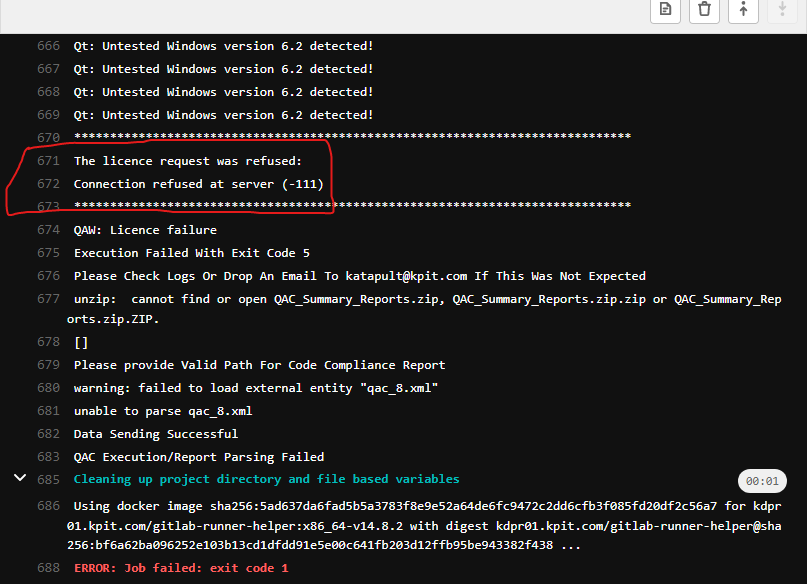 666 Qt: Untested Windows version 6.2 detected!
667 Qt: Untested Windows version 6.2 detected!
668 Qt: Untested Windows version 6.2 detected!
669 Qt: Untested Windows version 6.2 detected!
670 ******************************************************************************
671 The licence request was refused:
672 Connection refused at server (-111)
673 ******************************************************************************
674 QAW: Licence failure
675 Execution Failed With Exit Code 5
676 Please Check Logs Or Drop An Email To katapult@kpit.com If This Was Not Expected
677 unzip:  cannot find or open QAC_Summary_Reports.zip, QAC_Summary_Reports.zip.zip or QAC_Summary_Rep
orts.zip.ZIP.
678 []
679 Please provide Valid Path For Code Compliance Report
680 warning: failed to load external entity "qac_8.xml"
681 unable to parse qac_8.xml
682 Data Sending Successful
683 QAC Execution/Report Parsing Failed
685 Cleaning up project directory and file based variables 00:01
686 Using docker image sha256:5ad637da6fad5b5a3783f8e9e52a64de6fc9472c2dd6cfb3f085fd20df2c56a7 for kdpr
01.kpit.com/gitlab-runner-helper:x86_64-v14.8.2 with digest kdpr01.kpit.com/gitlab-runner-helper@sha
256:bf6a62ba096252e103b13cd1dfdd91e5e00c641fb203d12ffb95be943382f438 ...
688 ERROR: Job failed: exit code 1